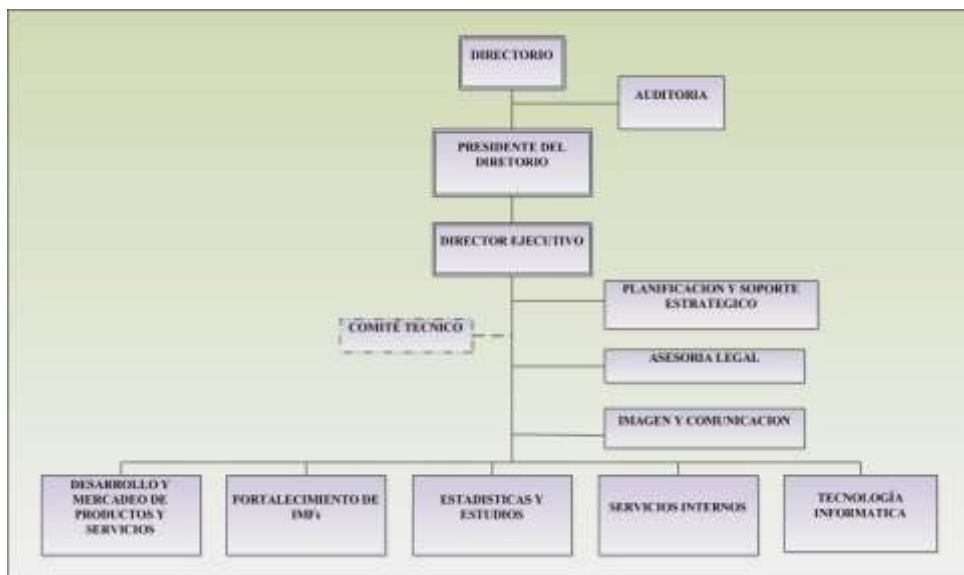 DIRECTORIO
AUDITORIA
PRESIDENTE DEL
DIRETORIO
DIRECTOR EJECUTIVO
PLANIFICACION Y SOPORTE
ESTRATEGICO
COMITÉ TECNICO
ASESORIA LEGAL
IMAGEN Y COMUNICACION
DESARROLLO Y
MERCADEO DE
PRODUCTOS Y
SERVICIOS
FORTALECIMIENTO DE
IMFs
ESTADISTICAS Y
ESTUDIOS
SERVICIOS INTERNOS
TECNOLOGÍA
INFORMATICA